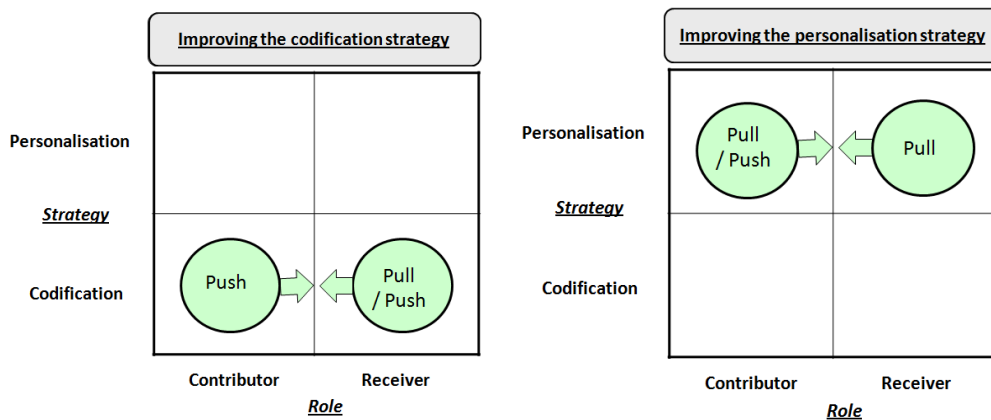 Improving the codification strategy
Personalisation
Strategy
Codification
Push
Pull
/ Push
Contributor
Receiver
Role
Improving the personalisation strategy
Personalisation
Strategy
Codification
Pull
/ Push
Pull
Contributor
Receiver
Role